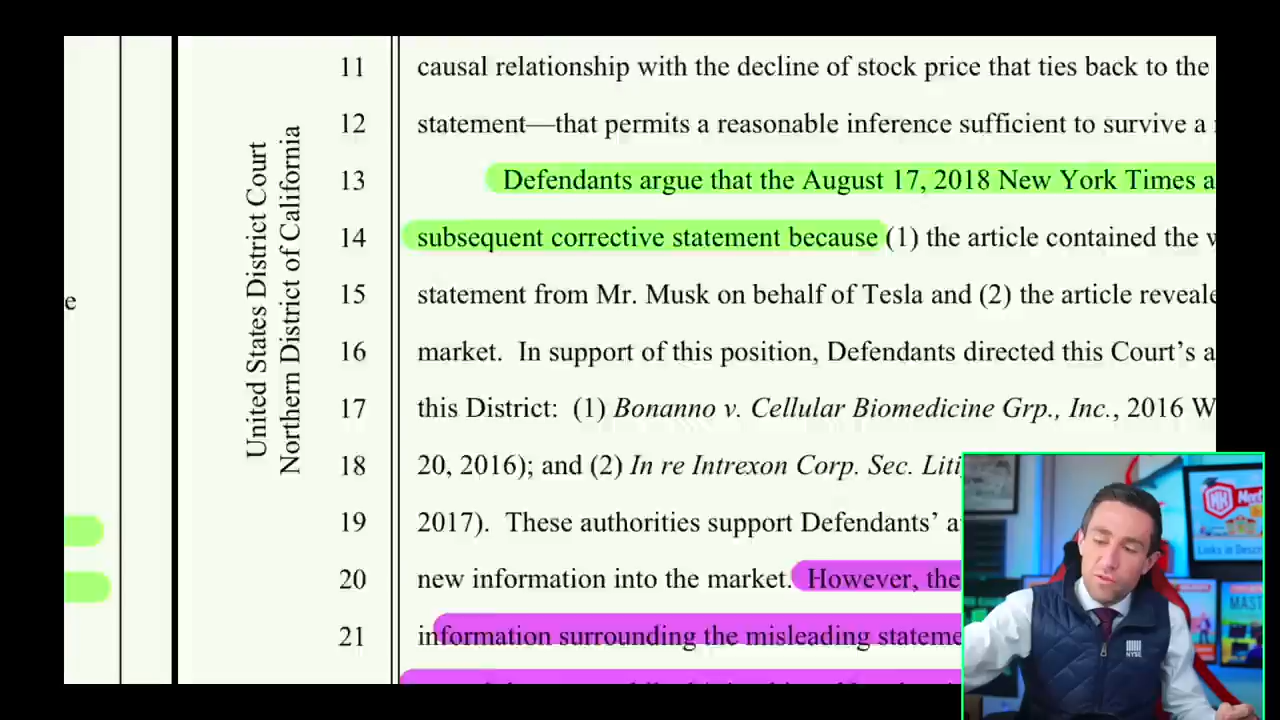 11 causal relationship with the decline of stock price that ties back to the
12 statement—that permits a reasonable inference sufficient to survive a
13 Defendants argue that the August 17, 2018 New York Times a
14 subsequent corrective statement because (1) the article contained the w
15 statement from Mr. Musk on behalf of Tesla and (2) the article reveale
16 market. In support of this position, Defendants directed this Court's a
17 this District: (1) Bonanno v. Cellular Biomedicine Grp., Inc., 2016 W
18 20, 2016); and (2) In re Intrexon Corp. Sec. Liti
19 2017). These authorities support Defendants' a
20 new information into the market. However, the
21 information surrounding the misleading stateme
United States District Court
Northern District of California
e
Meet
Links in Descr
MAST
NYSE